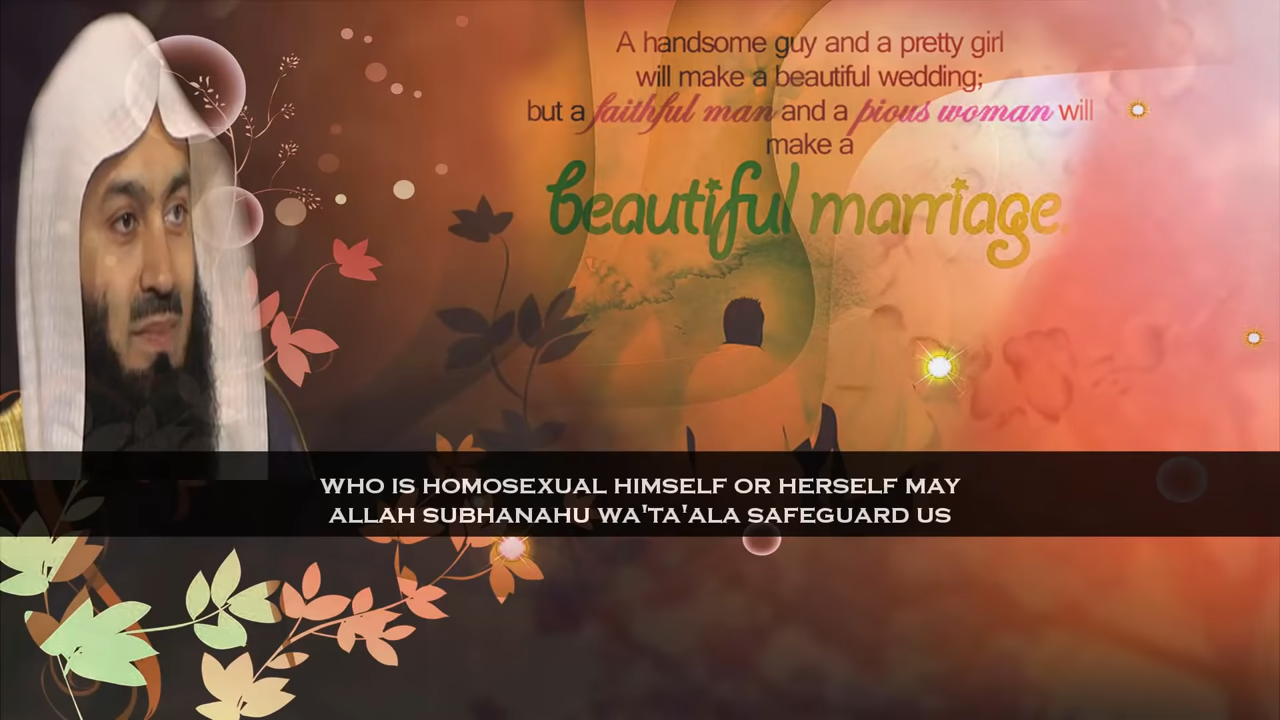 A handsome guy and a pretty girl
will make a beautiful wedding;
but a faithful man and a pious woman will
make a
beautiful marriage.
WHO IS HOMOSEXUAL HIMSELF OR HERSELF MAY
ALLAH SUBHANAHU WA'TA'ALA SAFEGUARD US